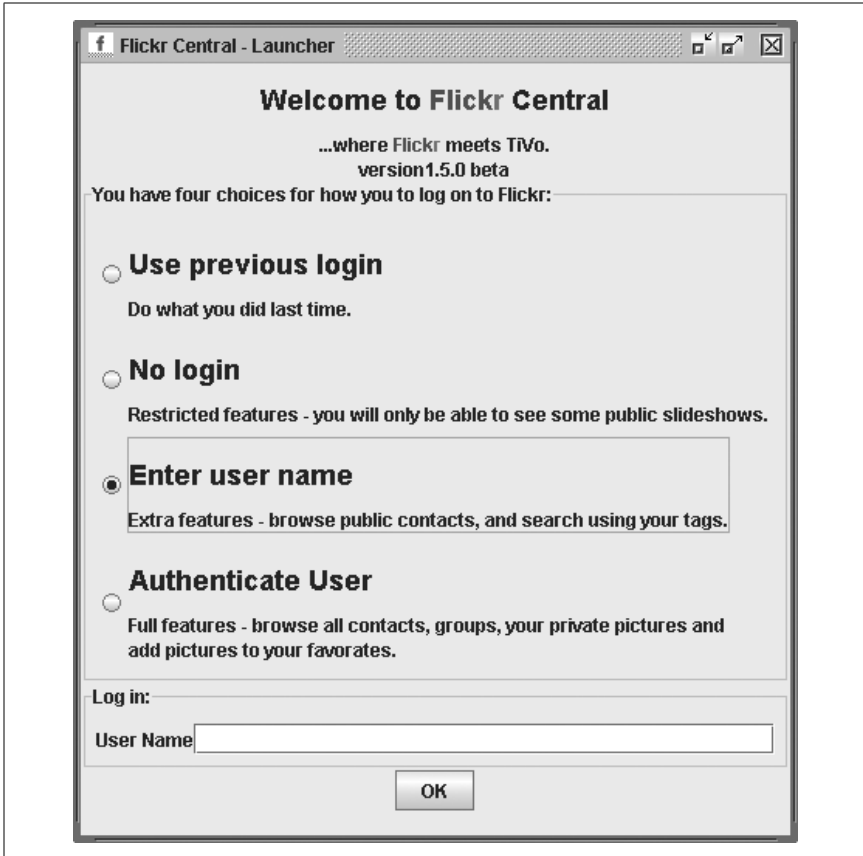 f Flickr Central - Launcher
Welcome to Flickr Central
...where Flickr meets TiVo.
version1.5.0 beta
You have four choices for how you to log on to Flickr:
Use previous login
Do what you did last time.
No login
Restricted features - you will only be able to see some public slideshows.
Enter user name
Extra features - browse public contacts, and search using your tags.
Authenticate User
Full features - browse all contacts, groups, your private pictures and
add pictures to your favorates.
Log in:
User Name
OK